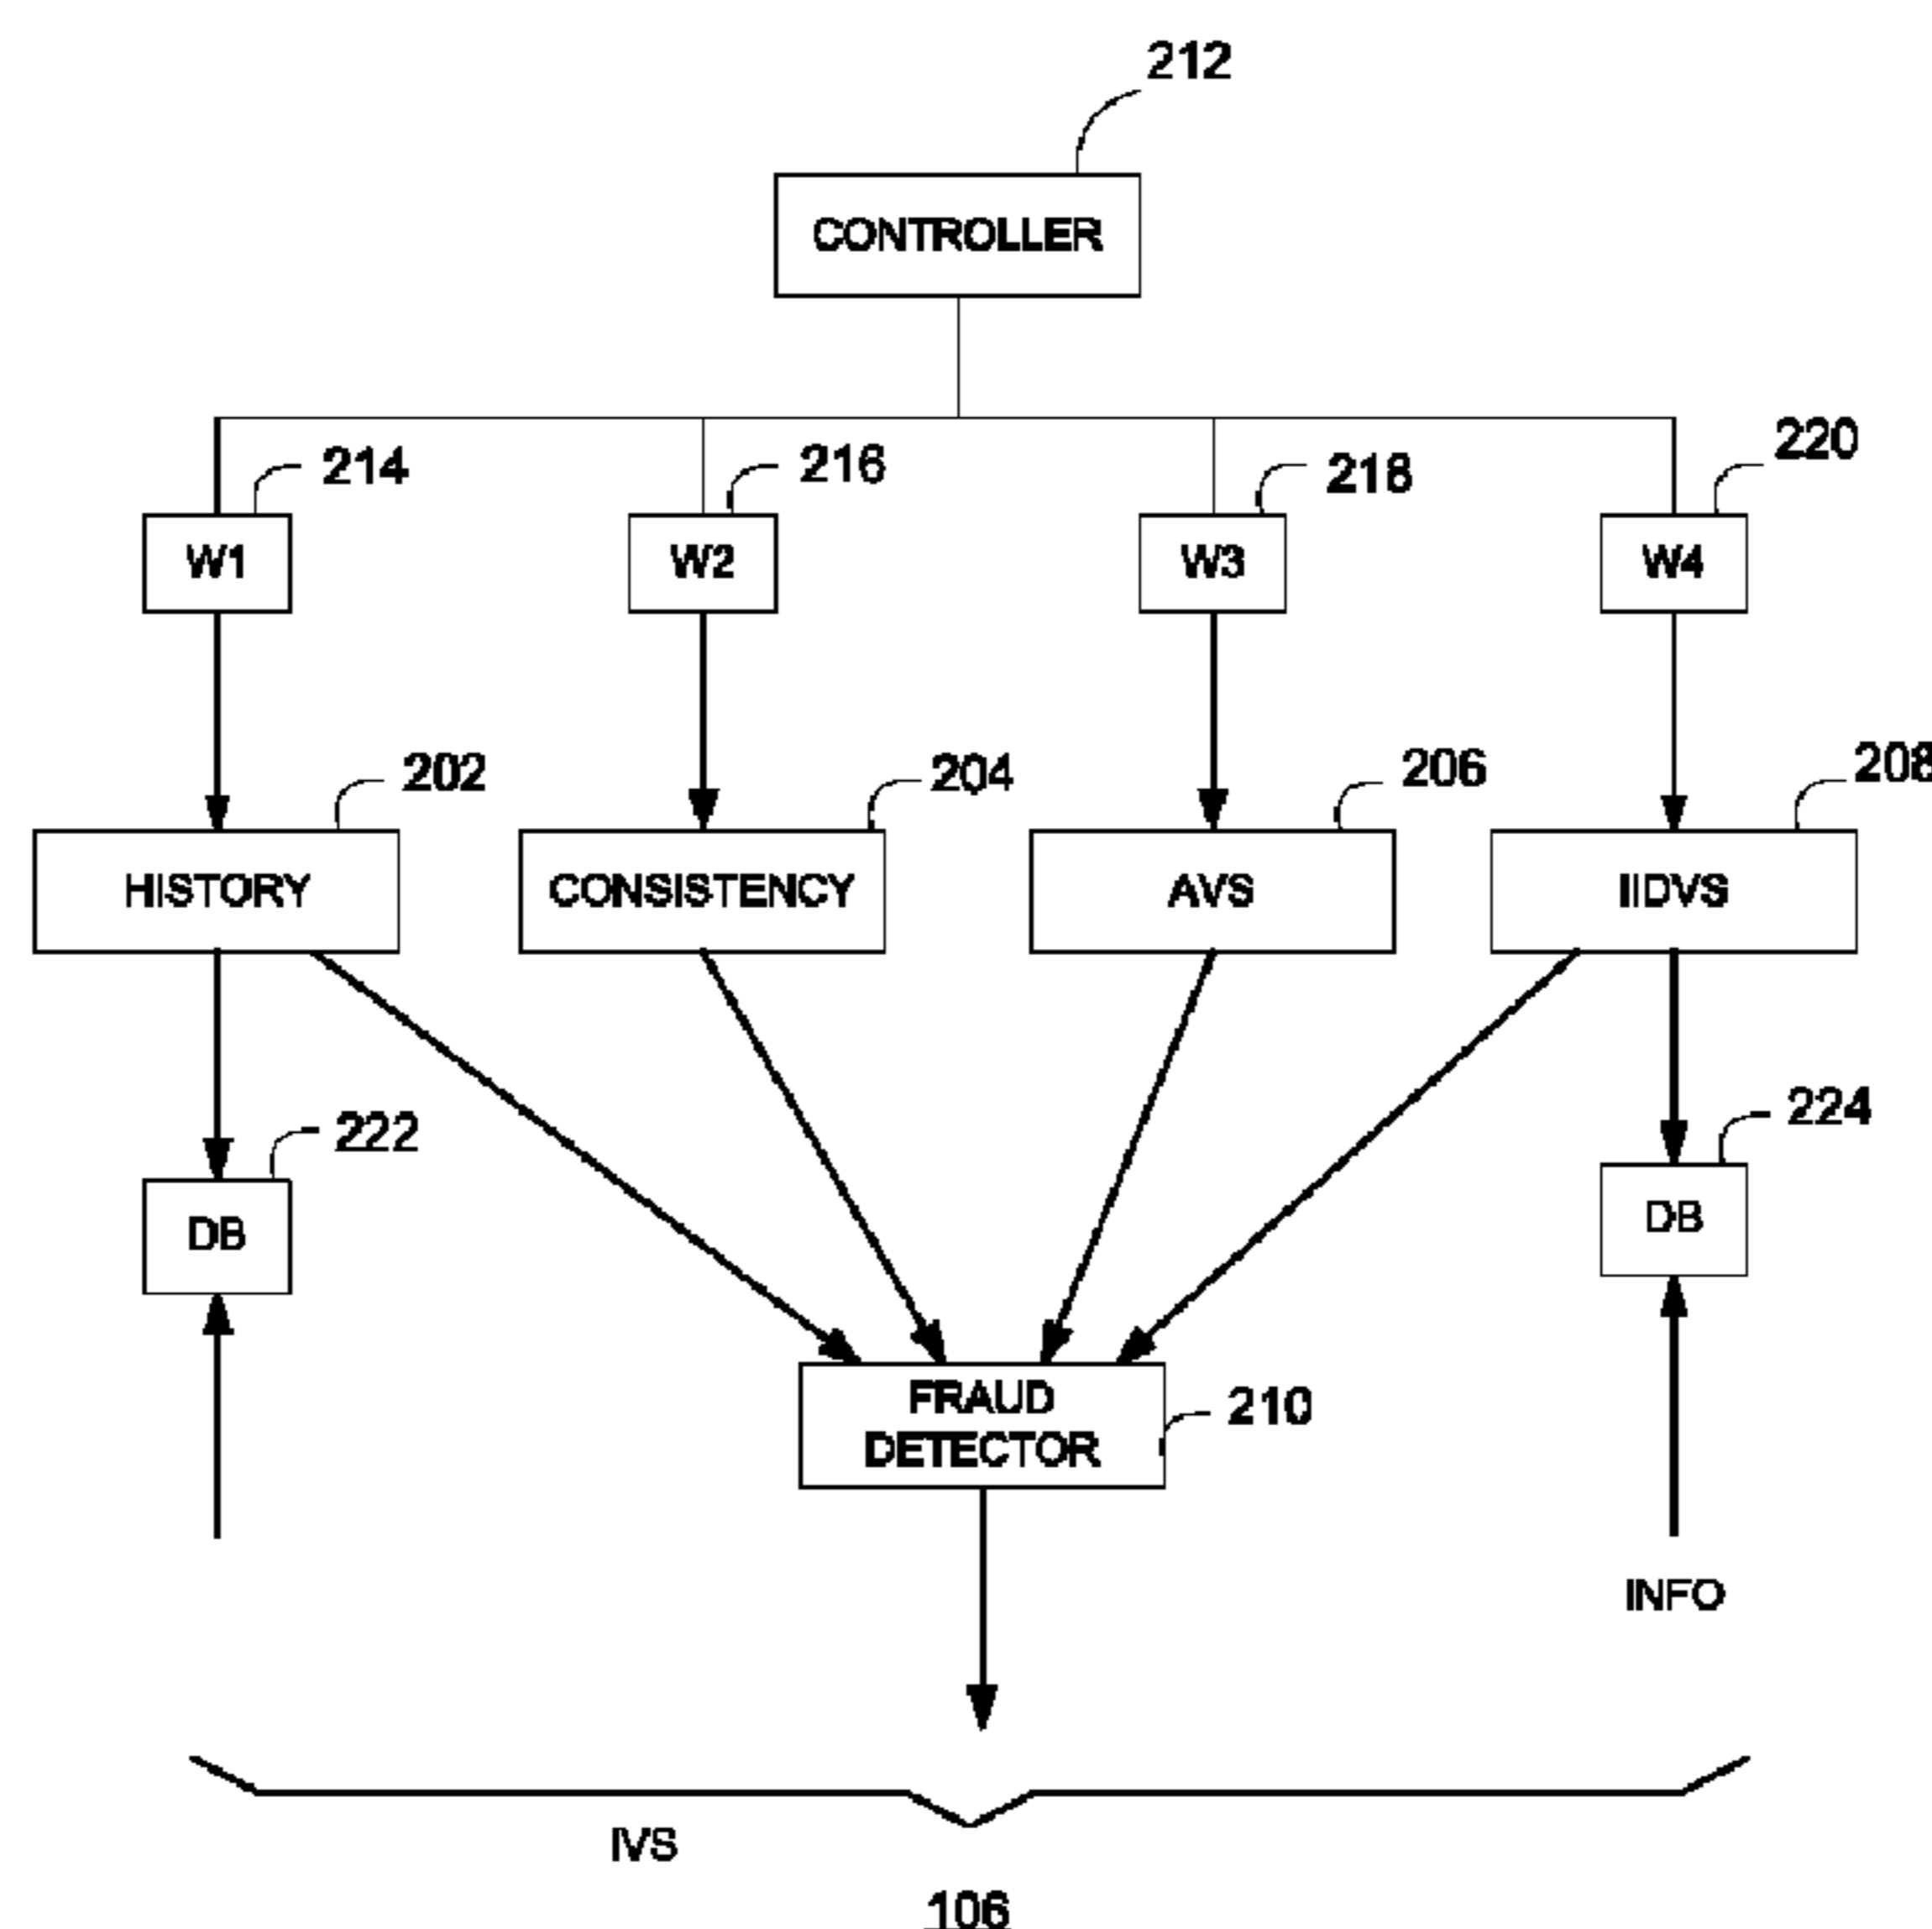 212
CONTROLLER
214
216
218
220
W1
W2
W3
W4
202
204
206
208
HISTORY
CONSISTENCY
AVS
IIDVS
222
224
DB
DB
FRAUD
DETECTOR
210
INFO
IVS
106